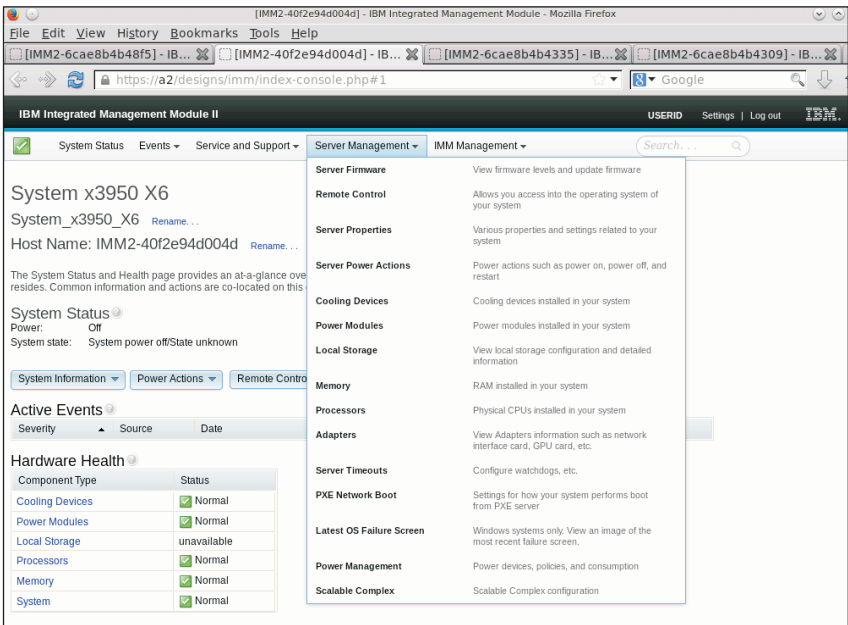 [IMM2-40f2e94d004d] - IBM Integrated Management Module - Mozilla Firefox
File Edit View History Bookmarks Tools Help
[IMM2-6cae8b4b48f5] - IB... [IMM2-40f2e94d004d] - IB... [IMM2-6cae8b4b4335] - IB... [IMM2-6cae8b4b4309] - IB...
https://a2/designs/imm/index-console.php#1
Google
IBM Integrated Management Module II
USERID Settings | Log out IBM.
System Status Events Service and Support Server Management IMM Management Search...
System x3950 X6
System_x3950_X6 Rename...
Host Name: IMM2-40f2e94d004d Rename...
The System Status and Health page provides an at-a-glance ove
resides. Common information and actions are co-located on this
System Status
Power: Off
System state: System power off/State unknown
System Information Power Actions Remote Contro
Active Events
Severity Source Date
Hardware Health
Component Type Status
Cooling Devices Normal
Power Modules Normal
Local Storage unavailable
Processors Normal
Memory Normal
System Normal
Server Firmware View firmware levels and update firmware
Remote Control Allows you access into the operating system of
your system
Server Properties Various properties and settings related to your
system
Server Power Actions Power actions such as power on, power off, and
restart
Cooling Devices Cooling devices installed in your system
Power Modules Power modules installed in your system
Local Storage View local storage configuration and detailed
information
Memory RAM installed in your system
Processors Physical CPUs installed in your system
Adapters View Adapters information such as network
interface card, GPU card, etc.
Server Timeouts Configure watchdogs, etc.
PXE Network Boot Settings for how your system performs boot
from PXE server
Latest OS Failure Screen Windows systems only. View an image of the
most recent failure screen.
Power Management Power devices, policies, and consumption
Scalable Complex Scalable Complex configuration